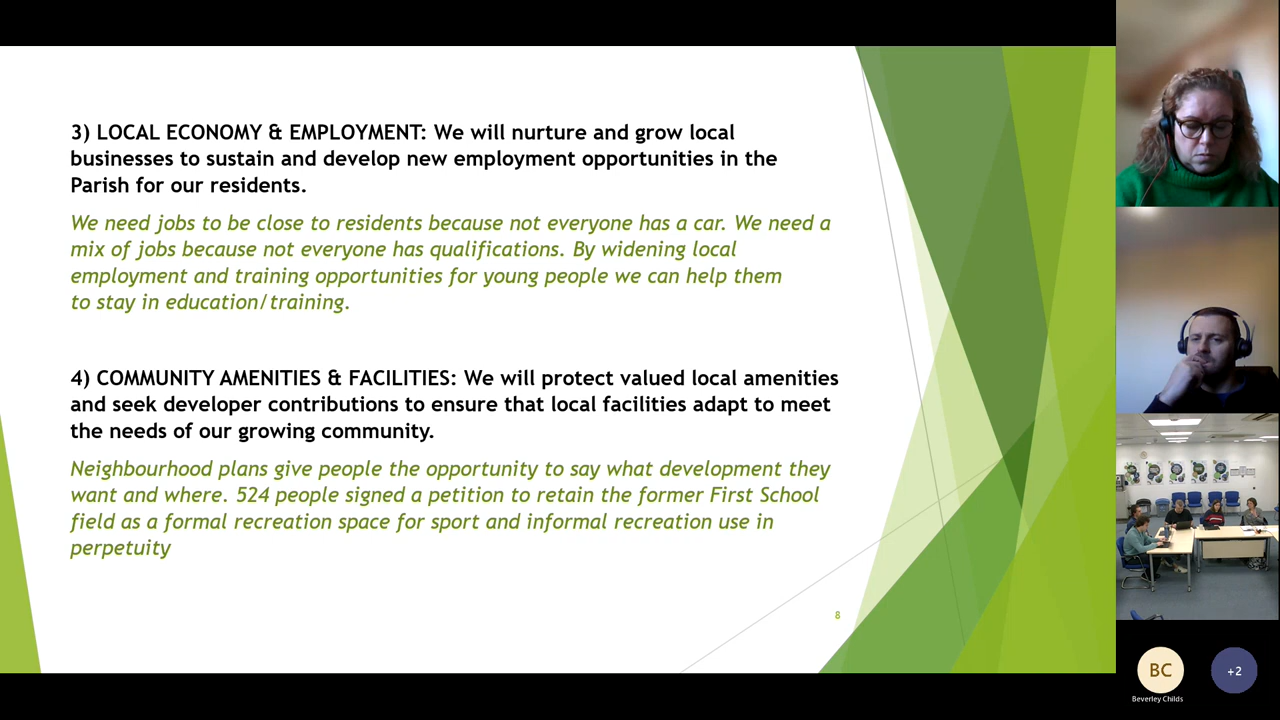 3) LOCAL ECONOMY & EMPLOYMENT: We will nurture and grow local
businesses to sustain and develop new employment opportunities in the
Parish for our residents.
We need jobs to be close to residents because not everyone has a car. We need a
mix of jobs because not everyone has qualifications. By widening local
employment and training opportunities for young people we can help them
to stay in education/training.
4) COMMUNITY AMENITIES & FACILITIES: We will protect valued local amenities
and seek developer contributions to ensure that local facilities adapt to meet
the needs of our growing community.
Neighbourhood plans give people the opportunity to say what development they
want and where. 524 people signed a petition to retain the former First School
field as a formal recreation space for sport and informal recreation use in
perpetuity
8
BC
+2
Beverley Childs